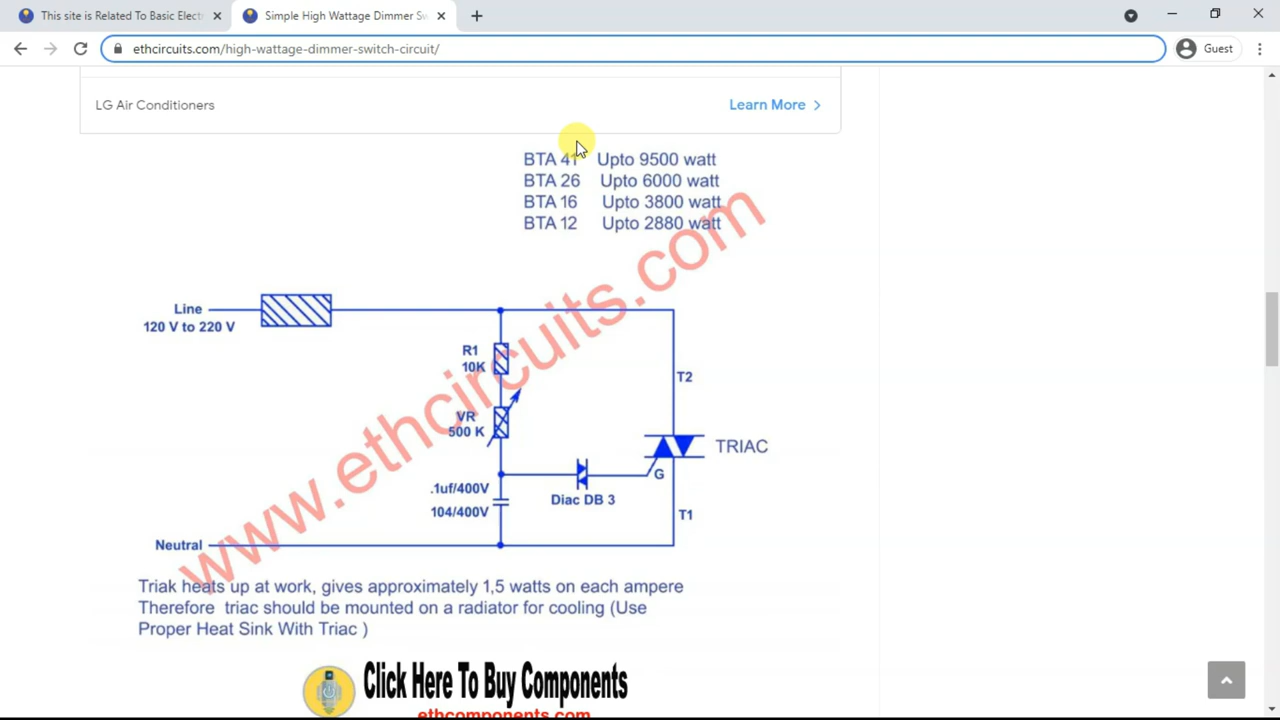 This site is Related To Basic Electr
Simple High Wattage Dimmer Sw
ethcircuits.com/high-wattage-dimmer-switch-circuit/
Guest
LG Air Conditioners
Learn More
BTA 41 Upto 9500 watt
BTA 26 Upto 6000 watt
BTA 16 Upto 3800 watt
BTA 12 Upto 2880 watt
www.ethcircuits.com
Line
120 V to 220 V
R1
10K
T2
VR
500 K
TRIAC
G
.1uf/400V
Diac DB 3
104/400V
T1
Neutral
Triak heats up at work, gives approximately 1,5 watts on each ampere
Therefore triac should be mounted on a radiator for cooling (Use
Proper Heat Sink With Triac )
Click Here To Buy Components
ethcomponents.com